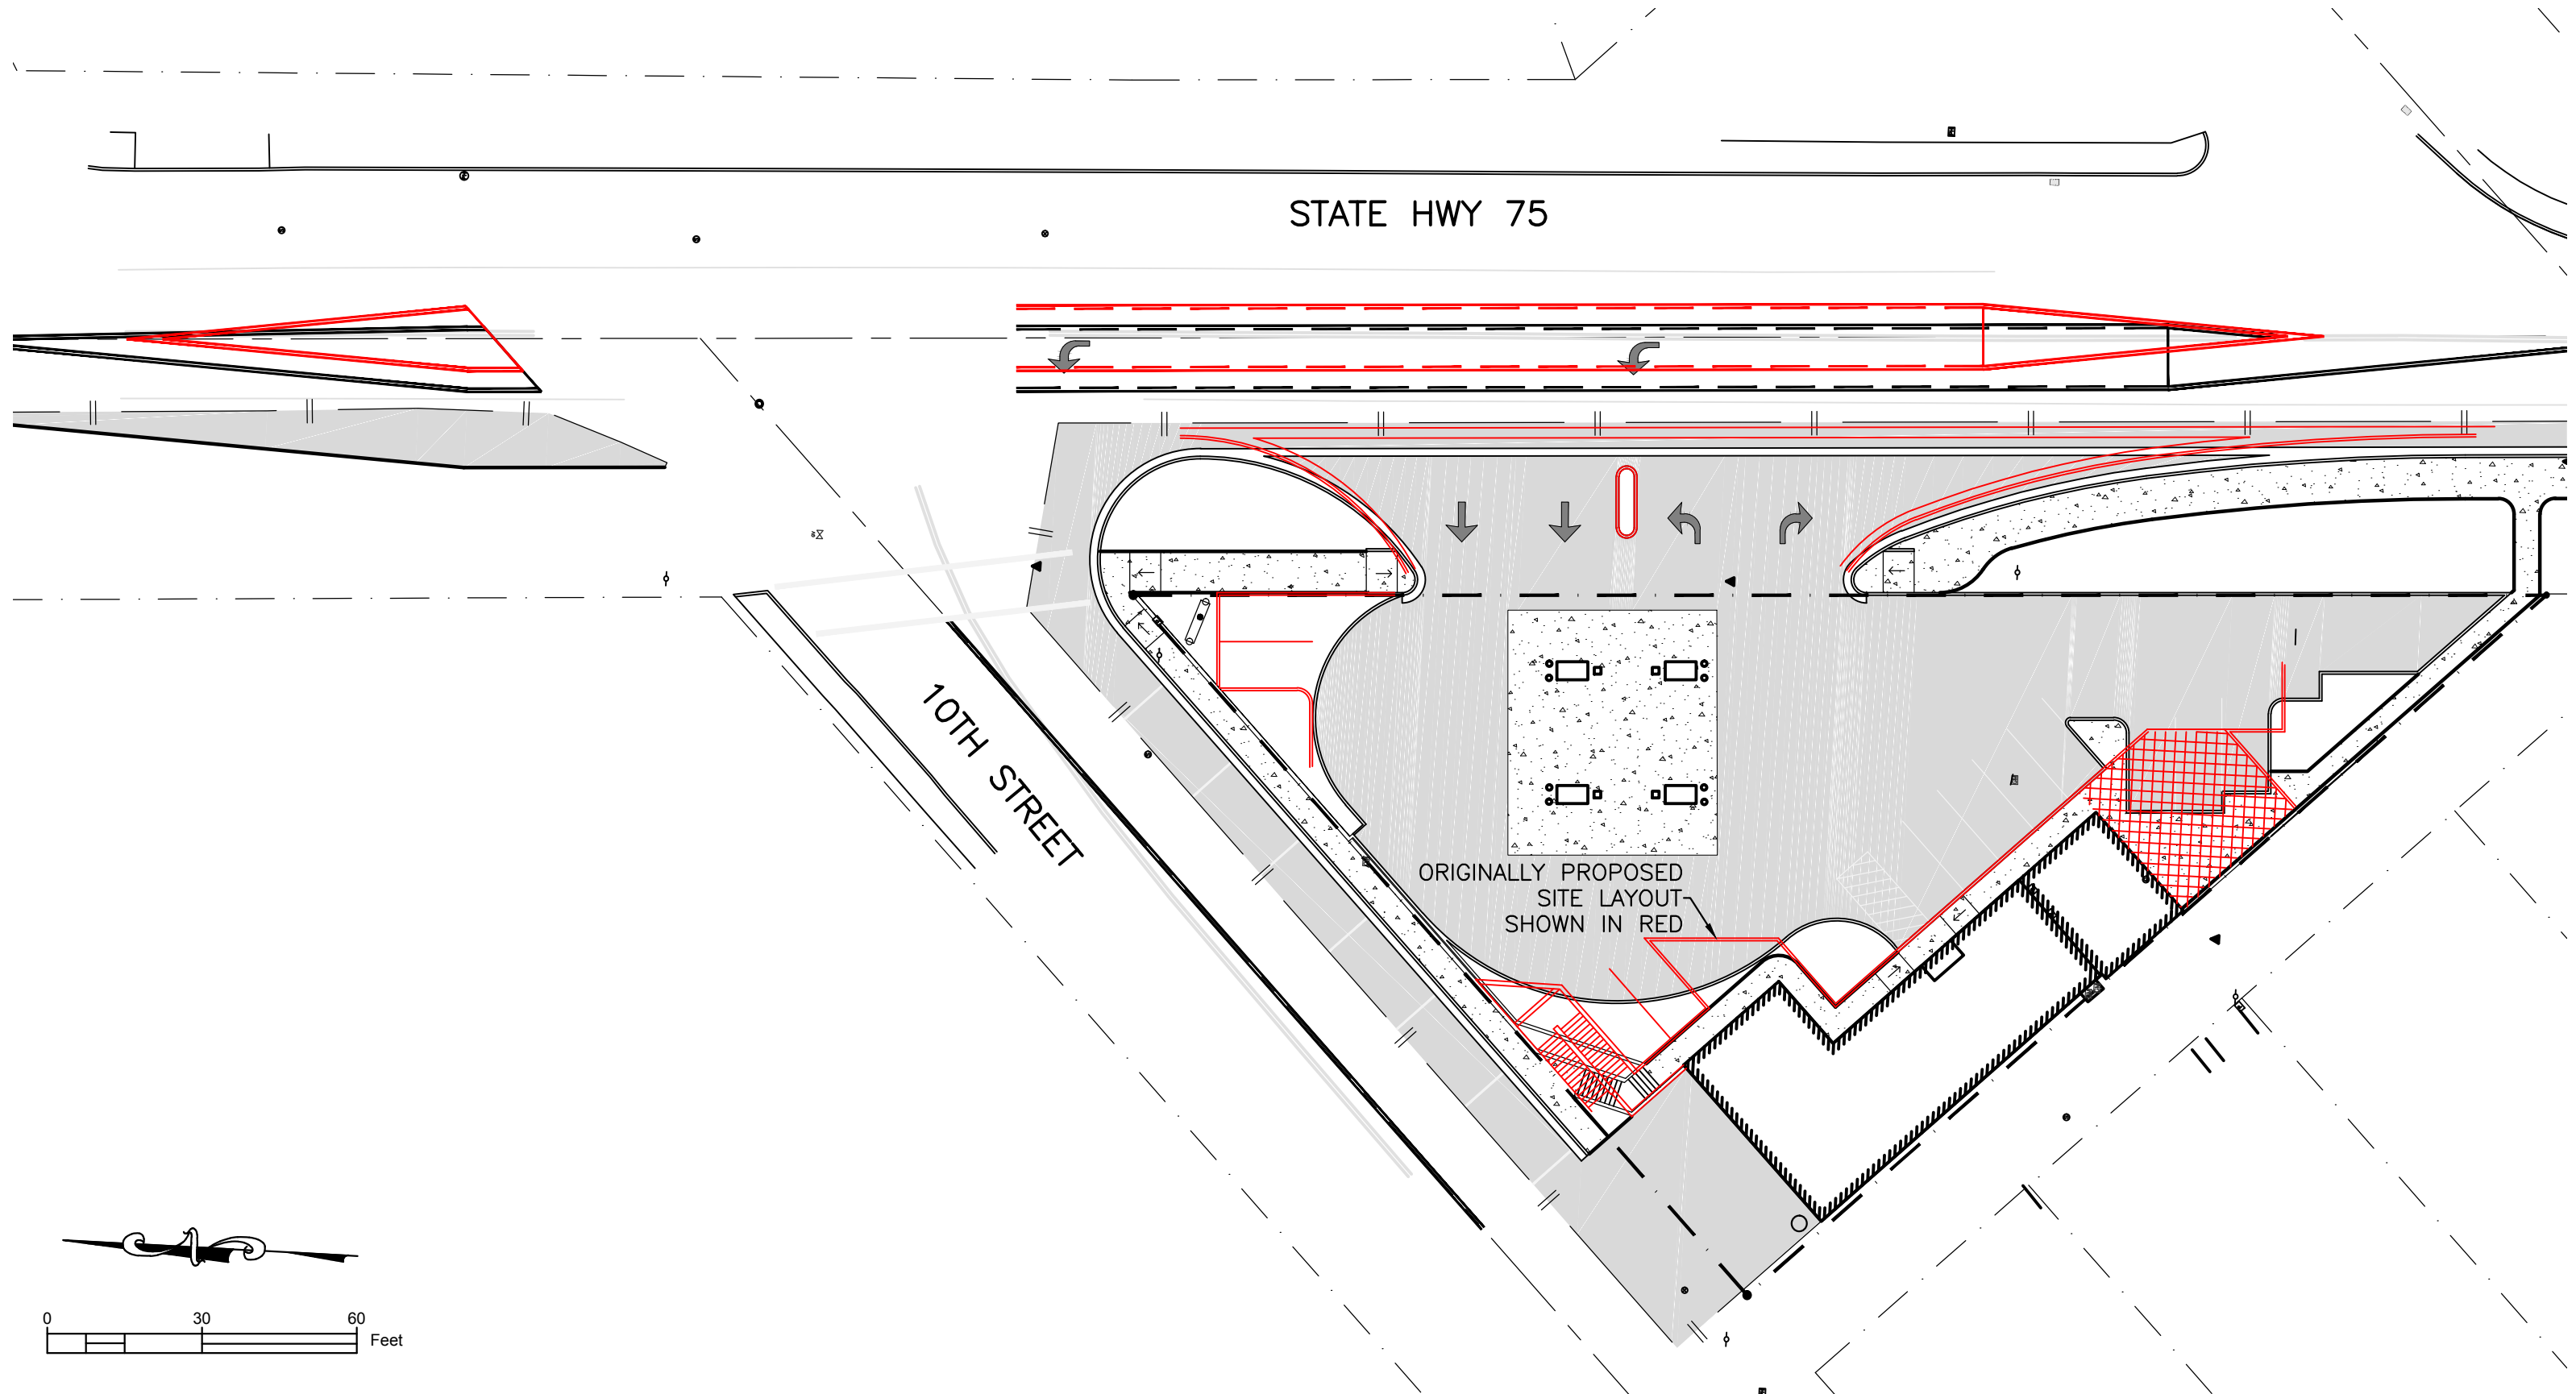 STATE HWY 75
10TH STREET
ORIGINALLY PROPOSED
SITE LAYOUT
SHOWN IN RED
0 30 60
Feet